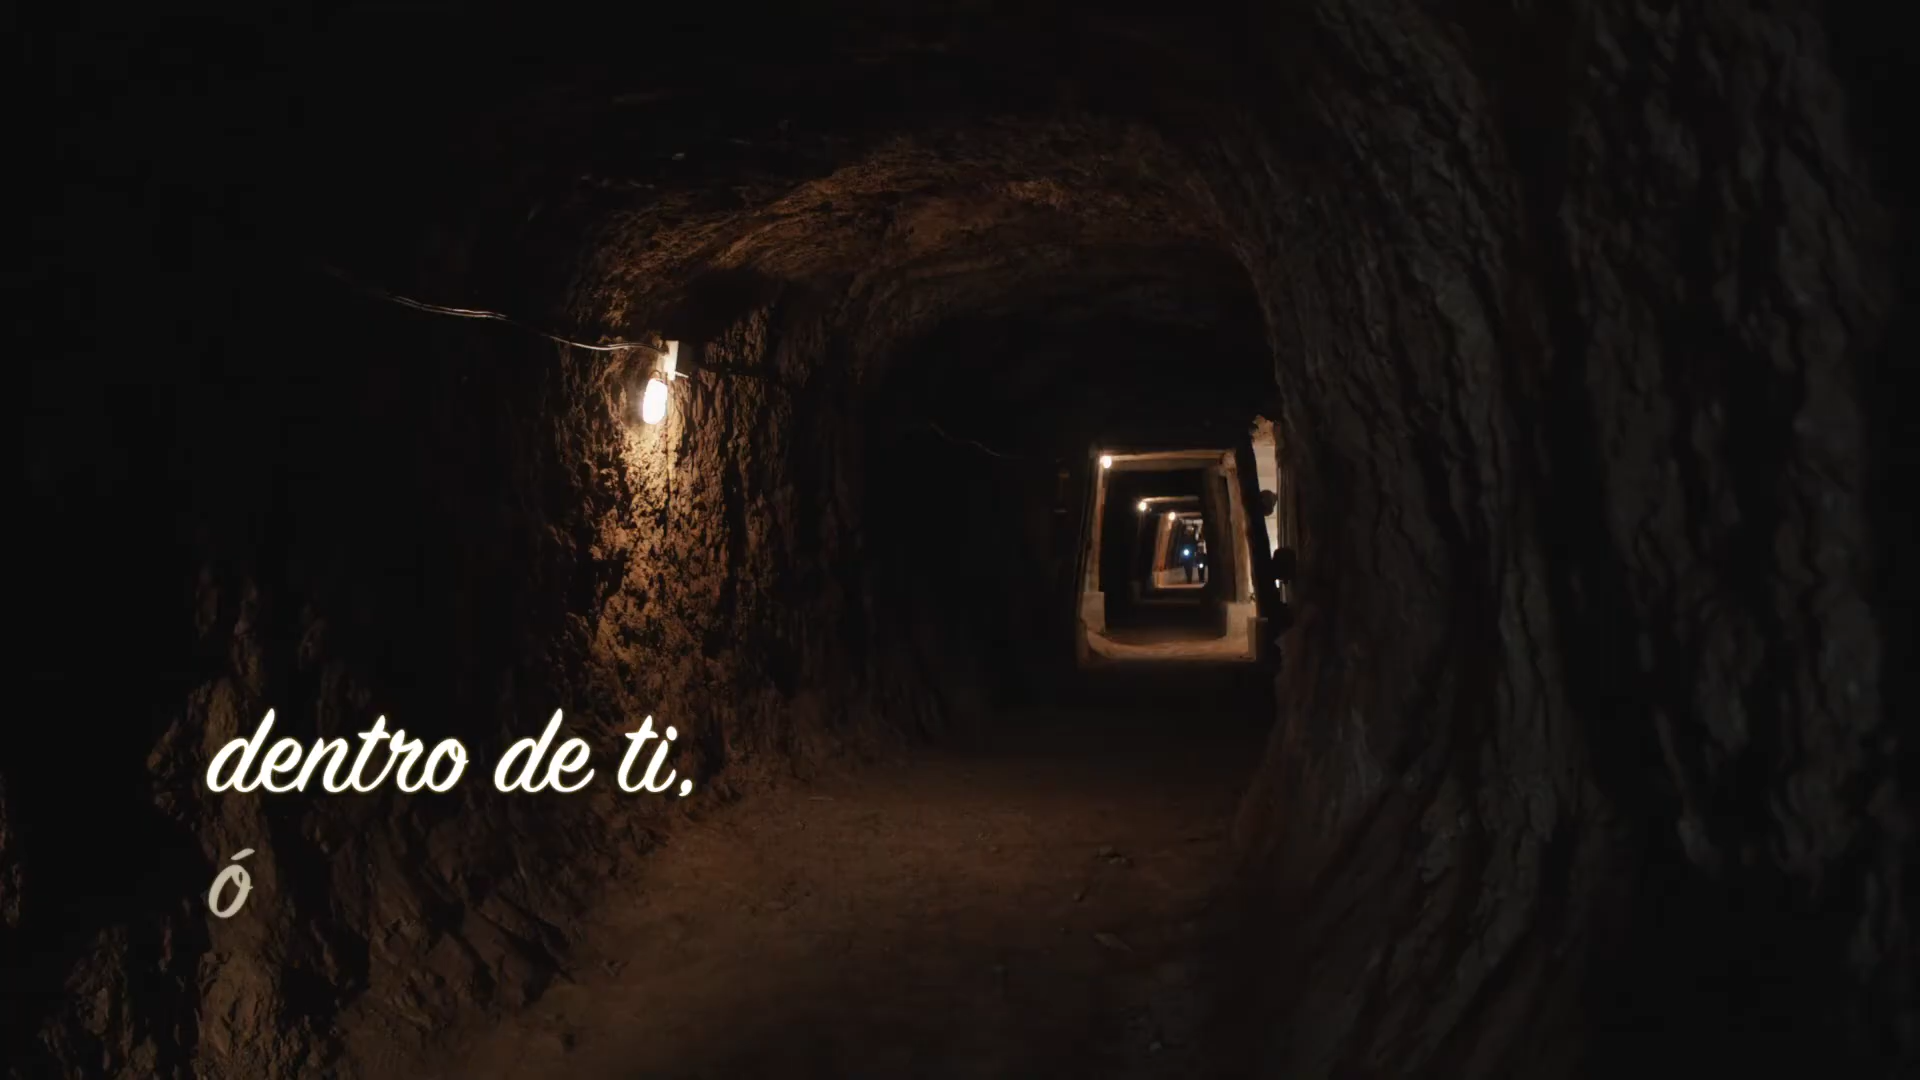 dentro de ti,
ó